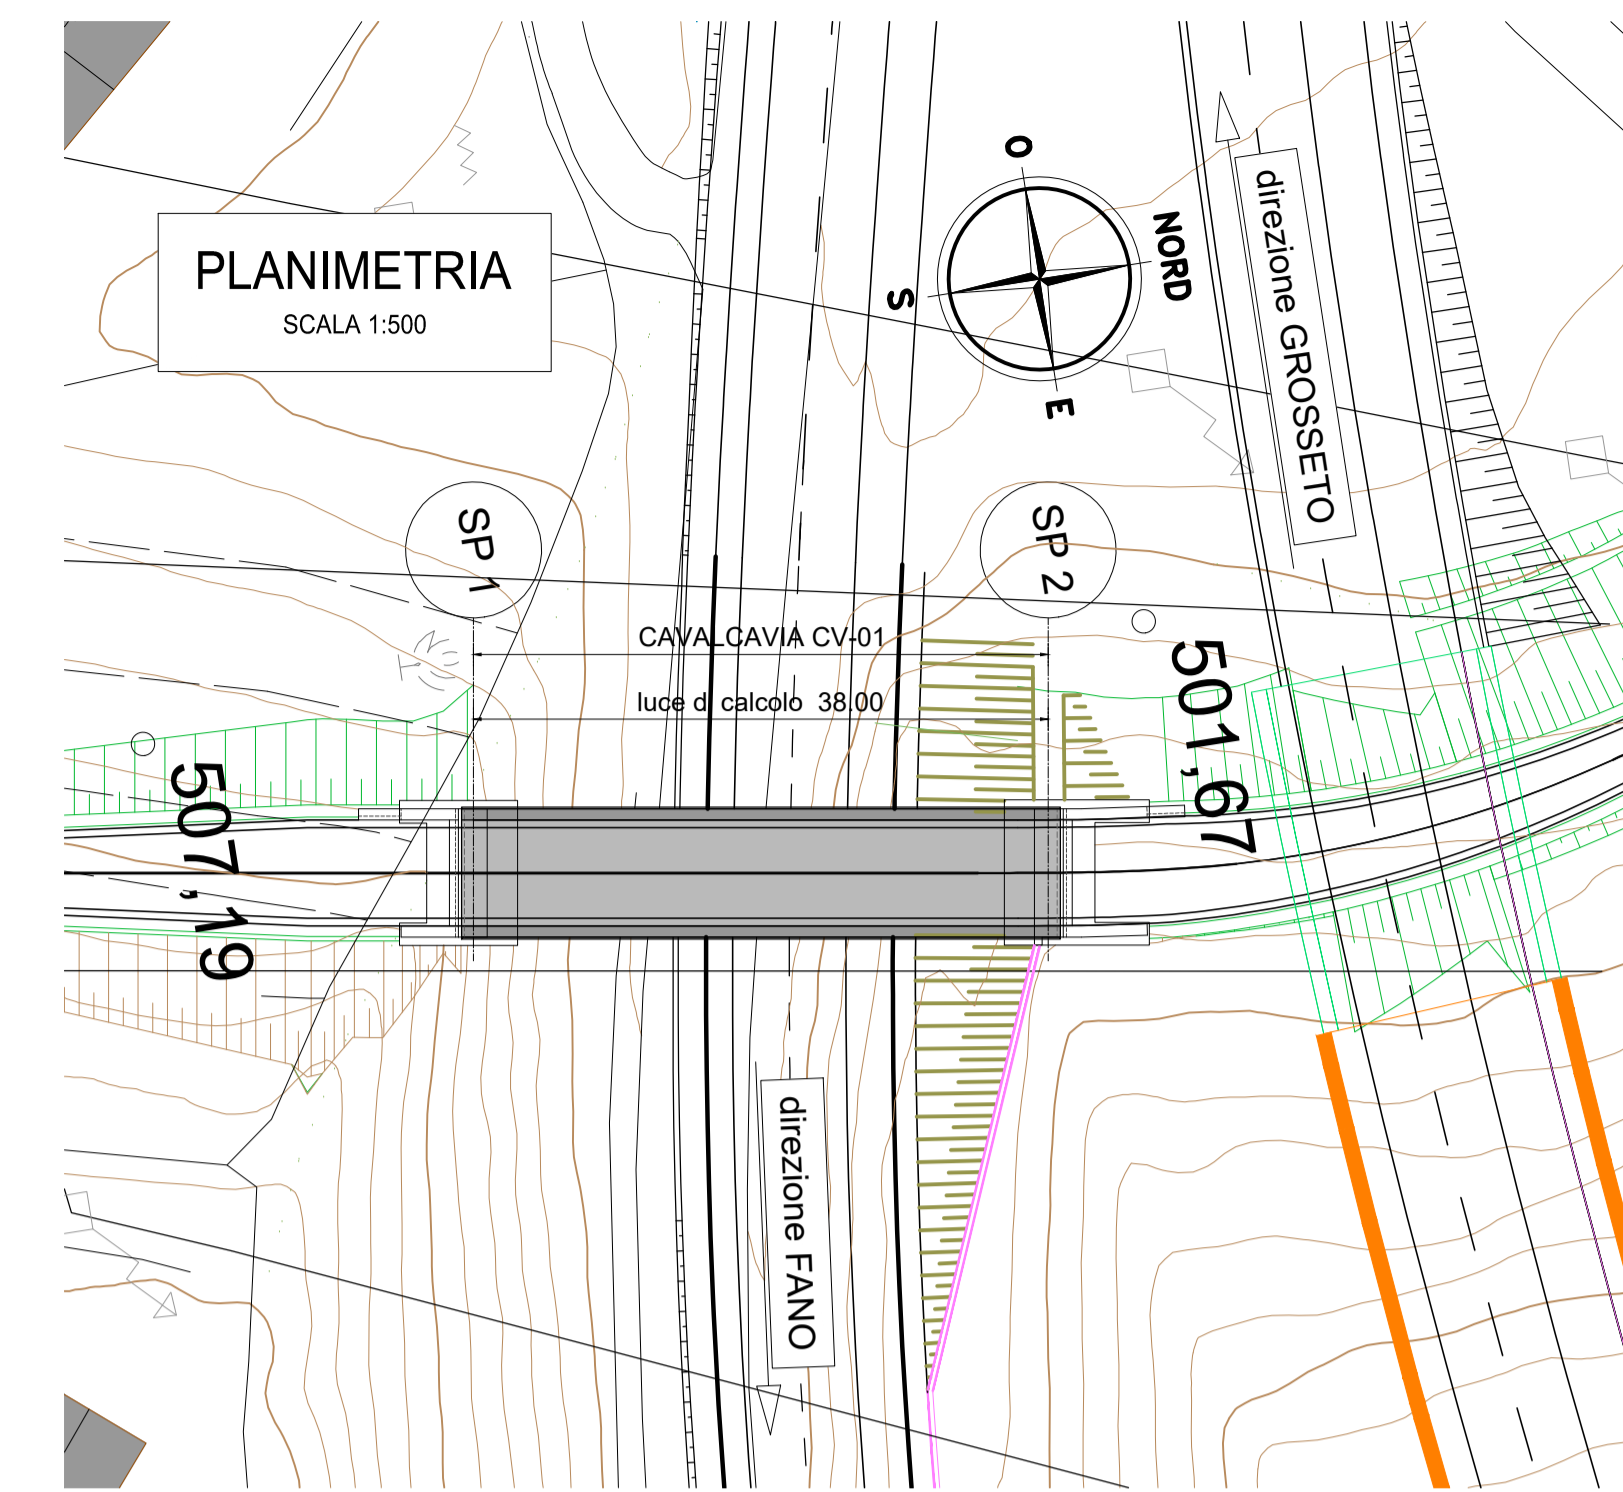 PLANIMETRIA
SCALA 1:500
O
NORD
S
E
direzione GROSSETO
SP 1
SP 2
CAVALCAVIA CV-01
luce di calcolo 38.00
501,67
507,19
direzione FANO